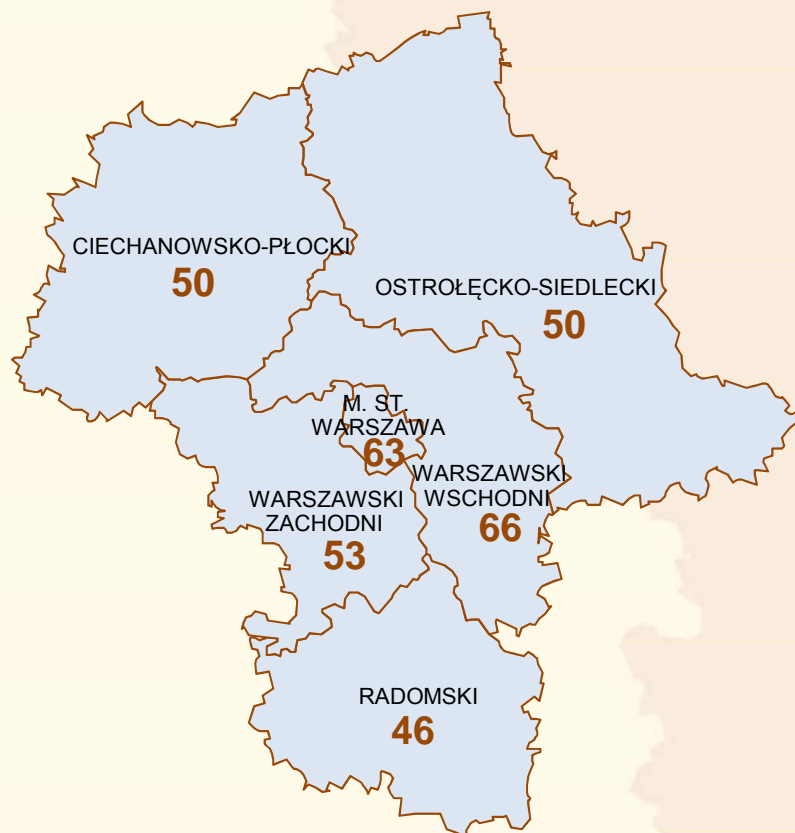 CIECHANOWSKO-PŁOCKI
50
OSTROŁĘCKO-SIEDLECKI
50
M. ST.
WARSZAWA
63
WARSZAWSKI
WSCHODNI
66
WARSZAWSKI
ZACHODNI
53
RADOMSKI
46